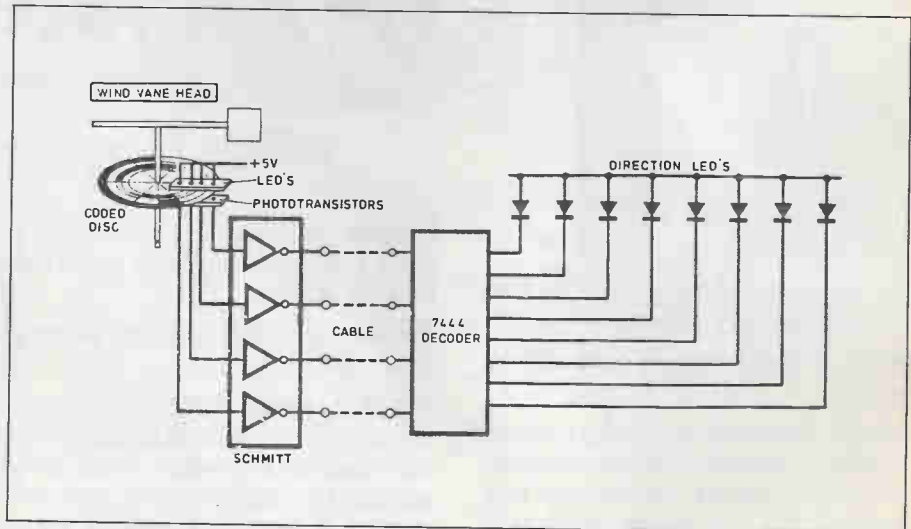 WIND VANE HEAD
+5V
LED'S
PHOTOTRANSISTORS
CODED
DISC
DIRECTION LED'S
CABLE
7444
DECODER
SCHMITT